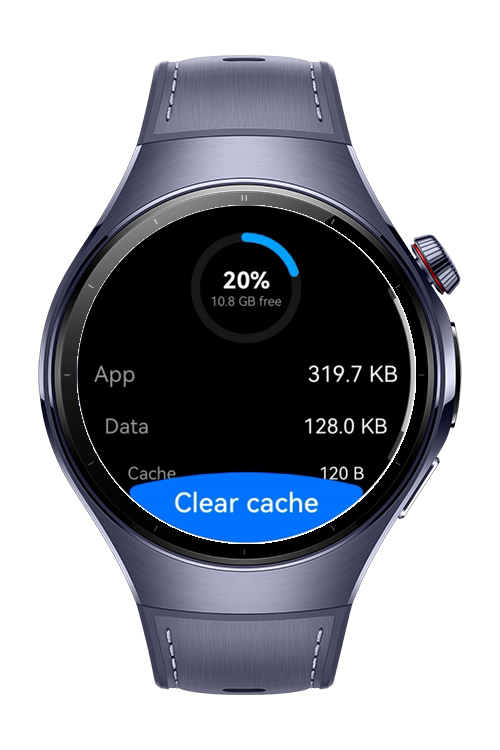 20%
10.8 GB free
App 319.7 KB
Data 128.0 KB
Cache 120 B
Clear cache